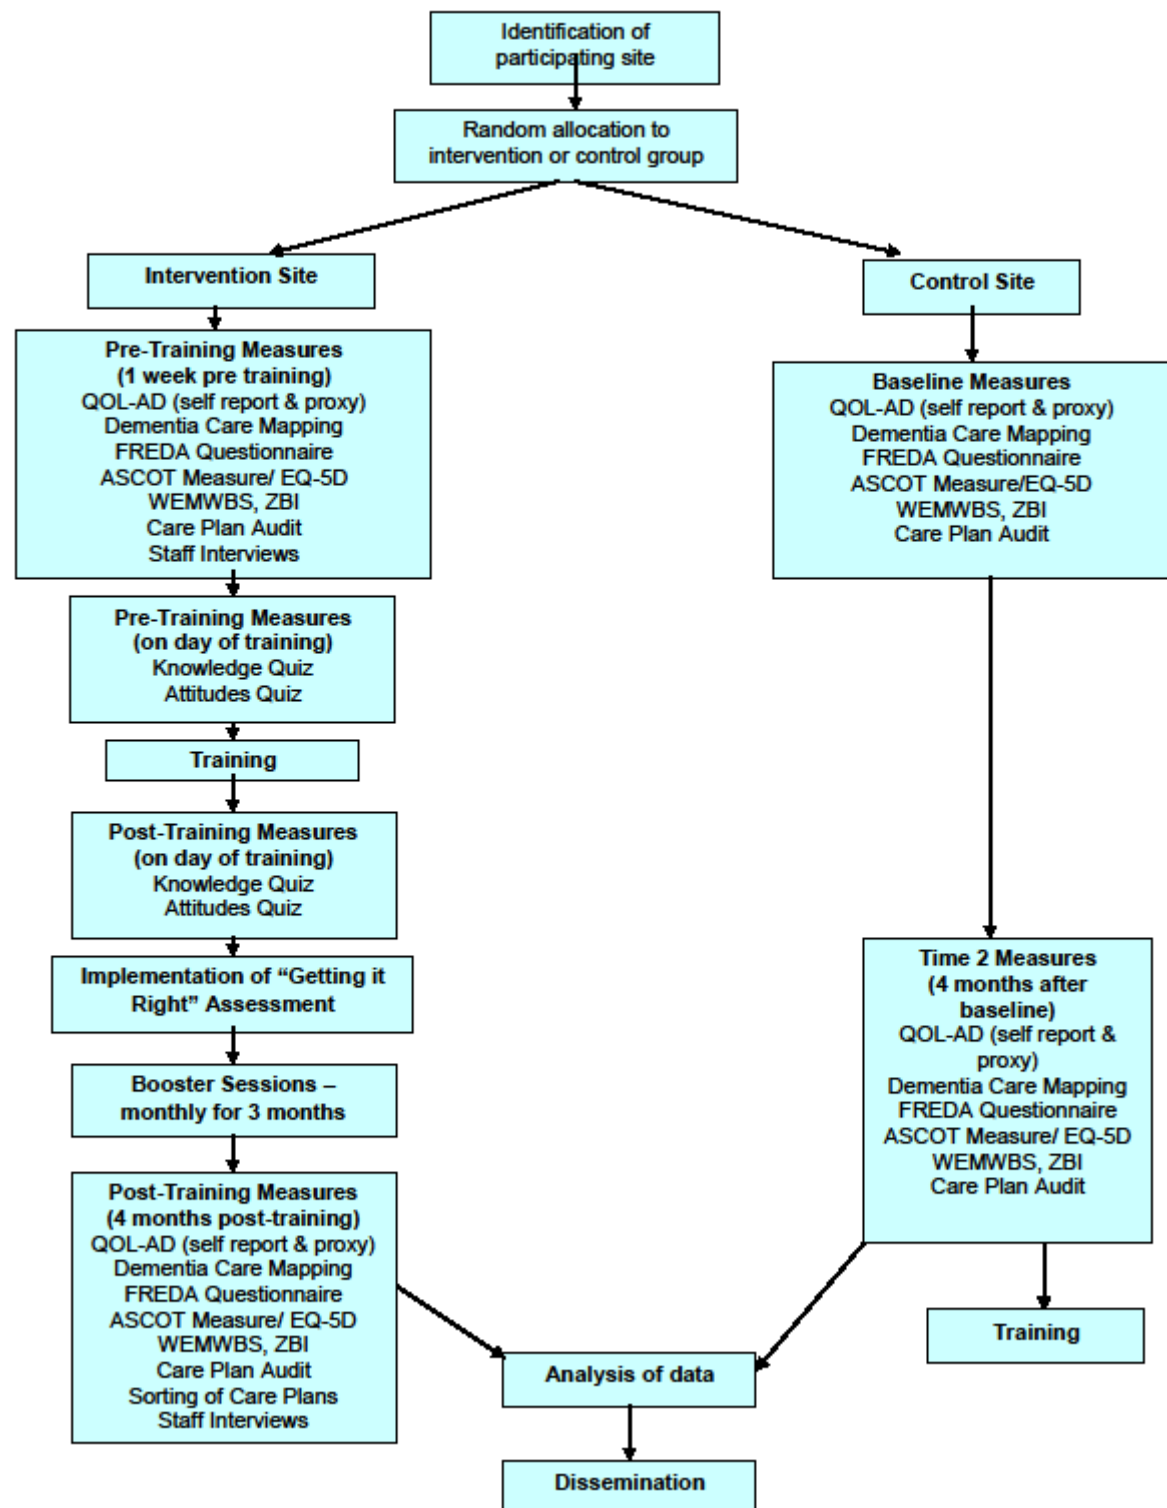 Identification of
participating site
Random allocation to
intervention or control group
Intervention Site
Pre-Training Measures
(1 week pre training)
QOL-AD (self report & proxy)
Dementia Care Mapping
FREDA Questionnaire
ASCOT Measure/ EQ-5D
WEMWBS, ZBI
Care Plan Audit
Staff Interviews
Pre-Training Measures
(on day of training)
Knowledge Quiz
Attitudes Quiz
Training
Post-Training Measures
(on day of training)
Knowledge Quiz
Attitudes Quiz
Implementation of “Getting it
Right” Assessment
Booster Sessions –
monthly for 3 months
Post-Training Measures
(4 months post-training)
QOL-AD (self report & proxy)
Dementia Care Mapping
FREDA Questionnaire
ASCOT Measure/ EQ-5D
WEMWBS, ZBI
Care Plan Audit
Sorting of Care Plans
Staff Interviews
Control Site
Baseline Measures
QOL-AD (self report & proxy)
Dementia Care Mapping
FREDA Questionnaire
ASCOT Measure/EQ-5D
WEMWBS, ZBI
Care Plan Audit
Time 2 Measures
(4 months after
baseline)
QOL-AD (self report &
proxy)
Dementia Care Mapping
FREDA Questionnaire
ASCOT Measure/ EQ-5D
WEMWBS, ZBI
Care Plan Audit
Training
Analysis of data
Dissemination